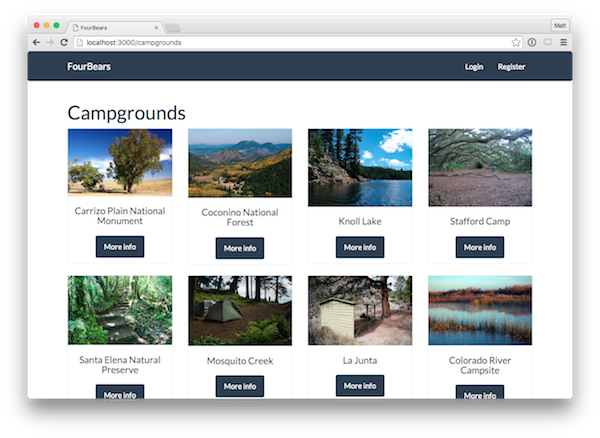 FourBears
Matt
localhost:3000/campgrounds
FourBears
Login
Register
Campgrounds
Carrizo Plain National
Monument
More info
Coconino National
Forest
More info
Knoll Lake
More info
Stafford Camp
More info
Santa Elena Natural
Preserve
More info
Mosquito Creek
More info
La Junta
More info
Colorado River
Campsite
More info